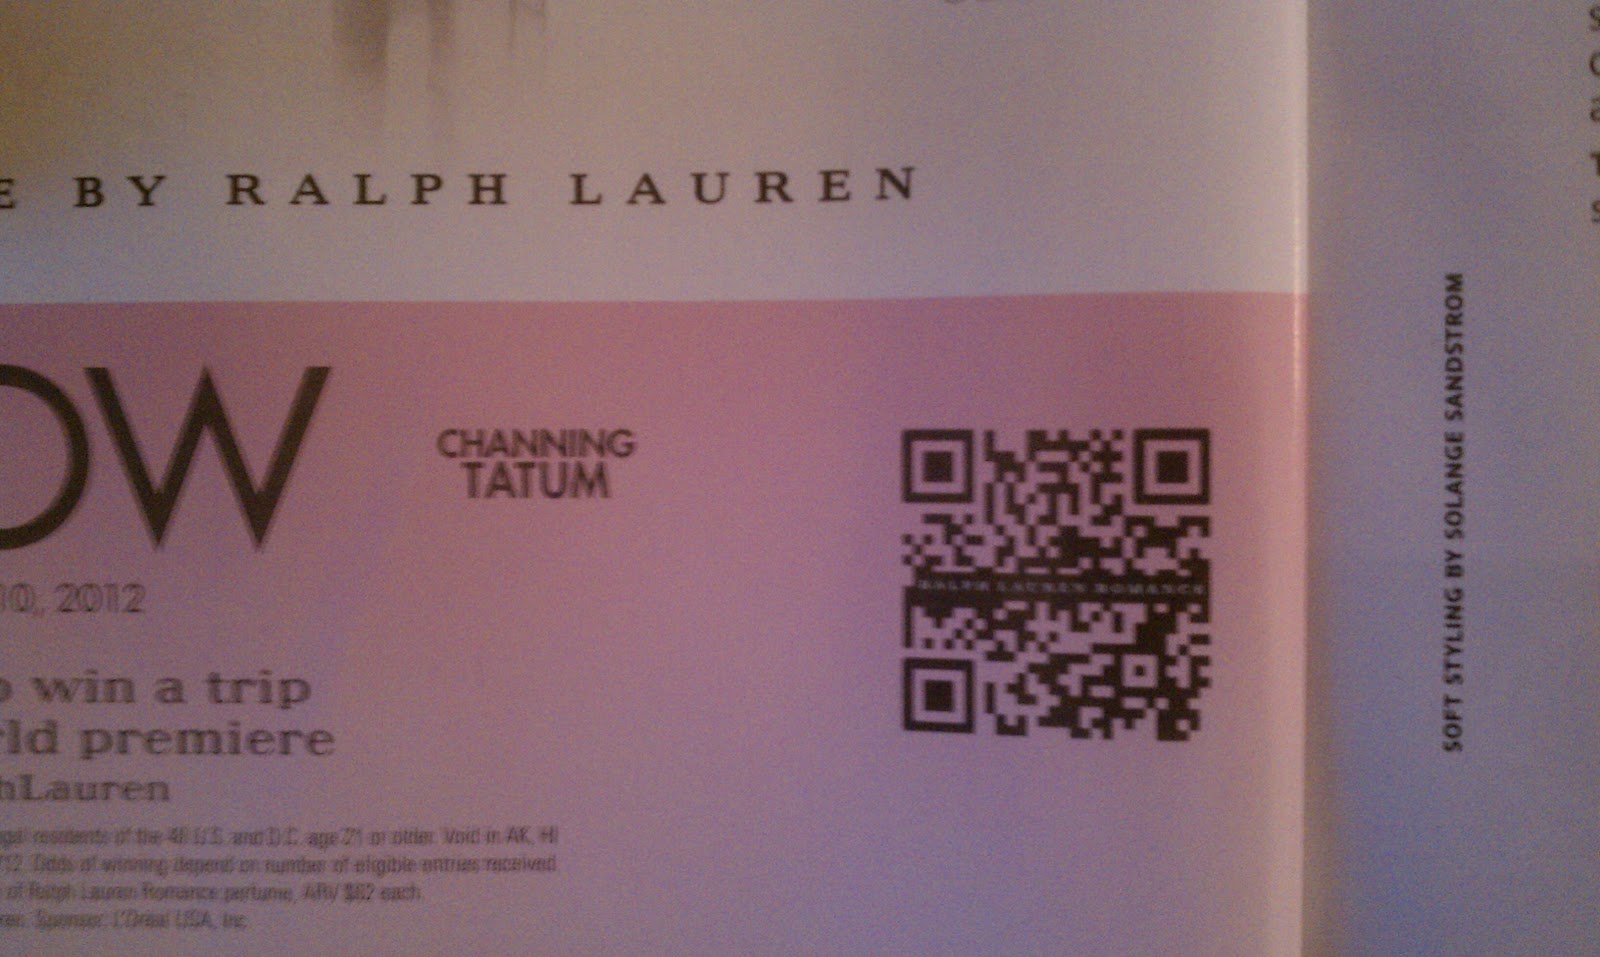 E BY RALPH LAUREN
OW
CHANNING
TATUM
10, 2012
o win a trip
rld premiere
hLauren
RALPH LAUREN ROMANCE
gal residents of the 48 U.S. and D.C. age 21 or older. Void in AK, HI
/12. Odds of winning depend on number of eligible entries received.
of Ralph Lauren Romance perfume, ARV $82 each.
ren. Sponsor: L'Oreal USA, Inc.
SOFT STYLING BY SOLANGE SANDSTROM